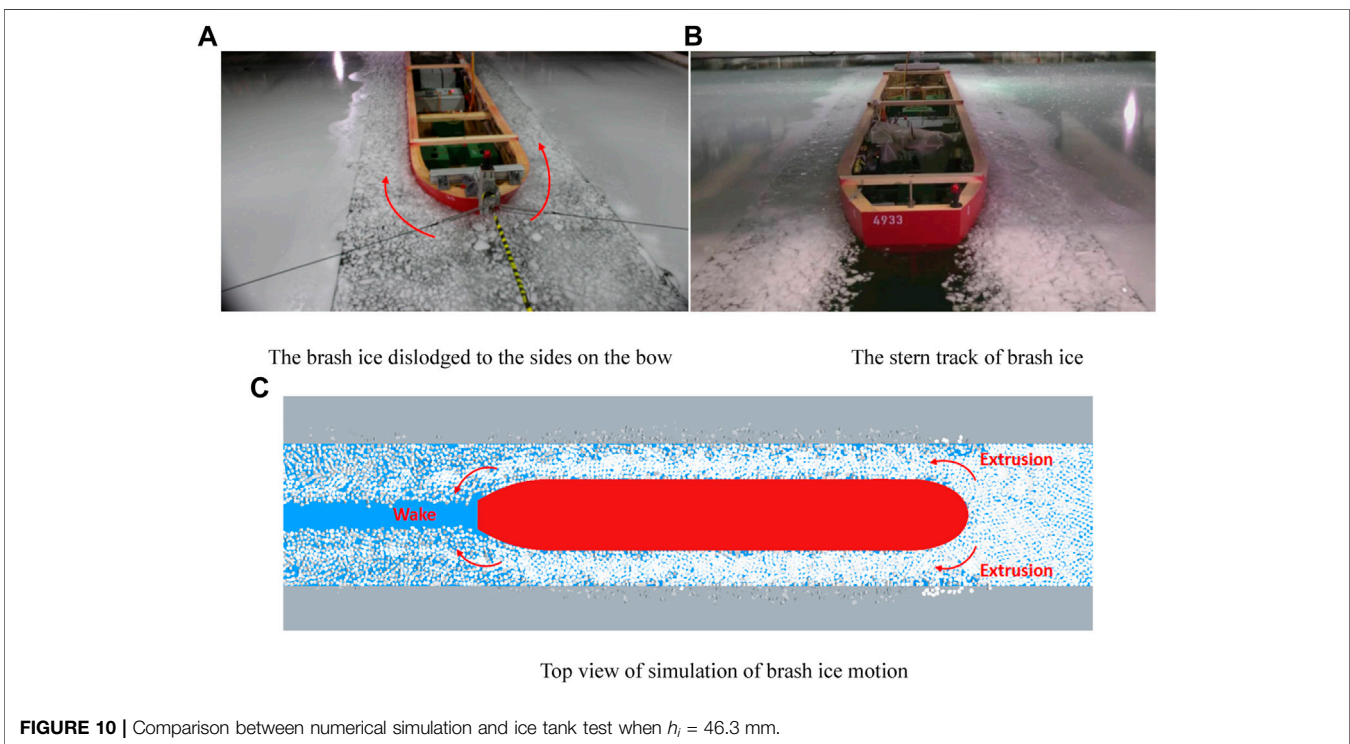 A
B
4933
The brash ice dislodged to the sides on the bow
The stern track of brash ice
C
Extrusion
Wake
Extrusion
Top view of simulation of brash ice motion
FIGURE 10 | Comparison between numerical simulation and ice tank test when hi = 46.3 mm.